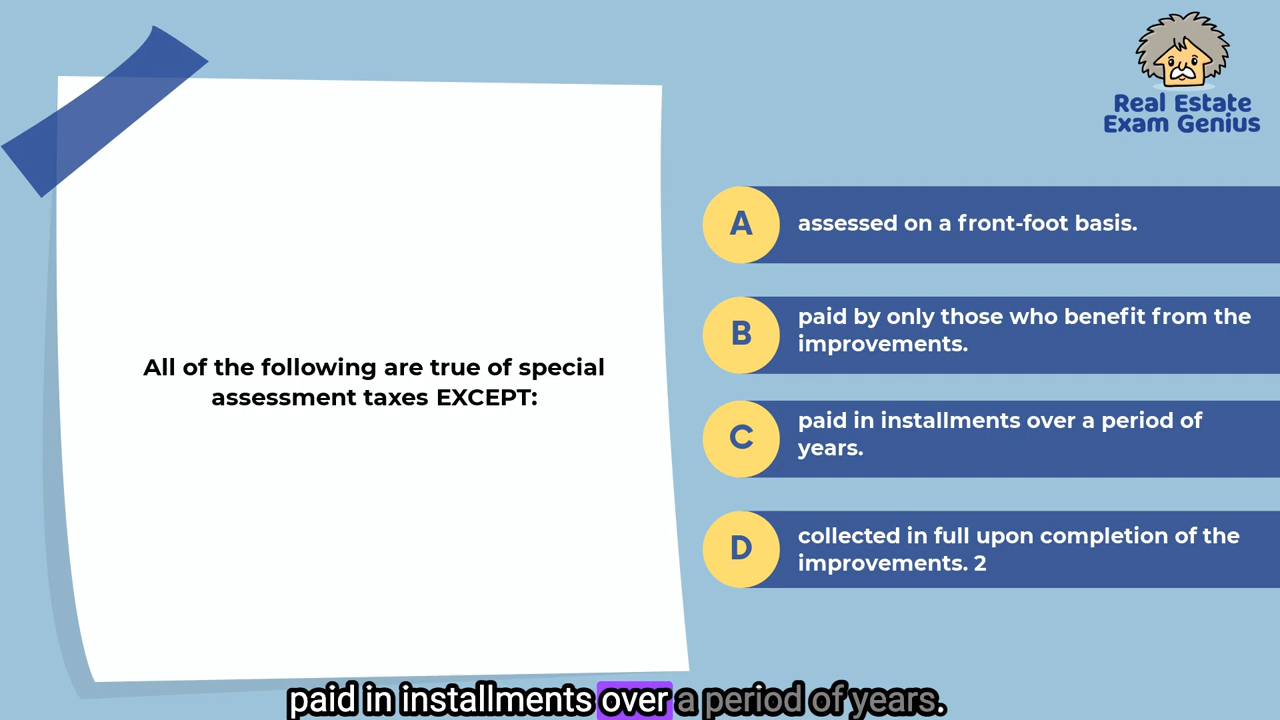 Real Estate
Exam Genius
All of the following are true of special
assessment taxes EXCEPT:
A
assessed on a front-foot basis.
B
paid by only those who benefit from the
improvements.
C
paid in installments over a period of
years.
D
collected in full upon completion of the
improvements. 2
paid in installments over a period of years.